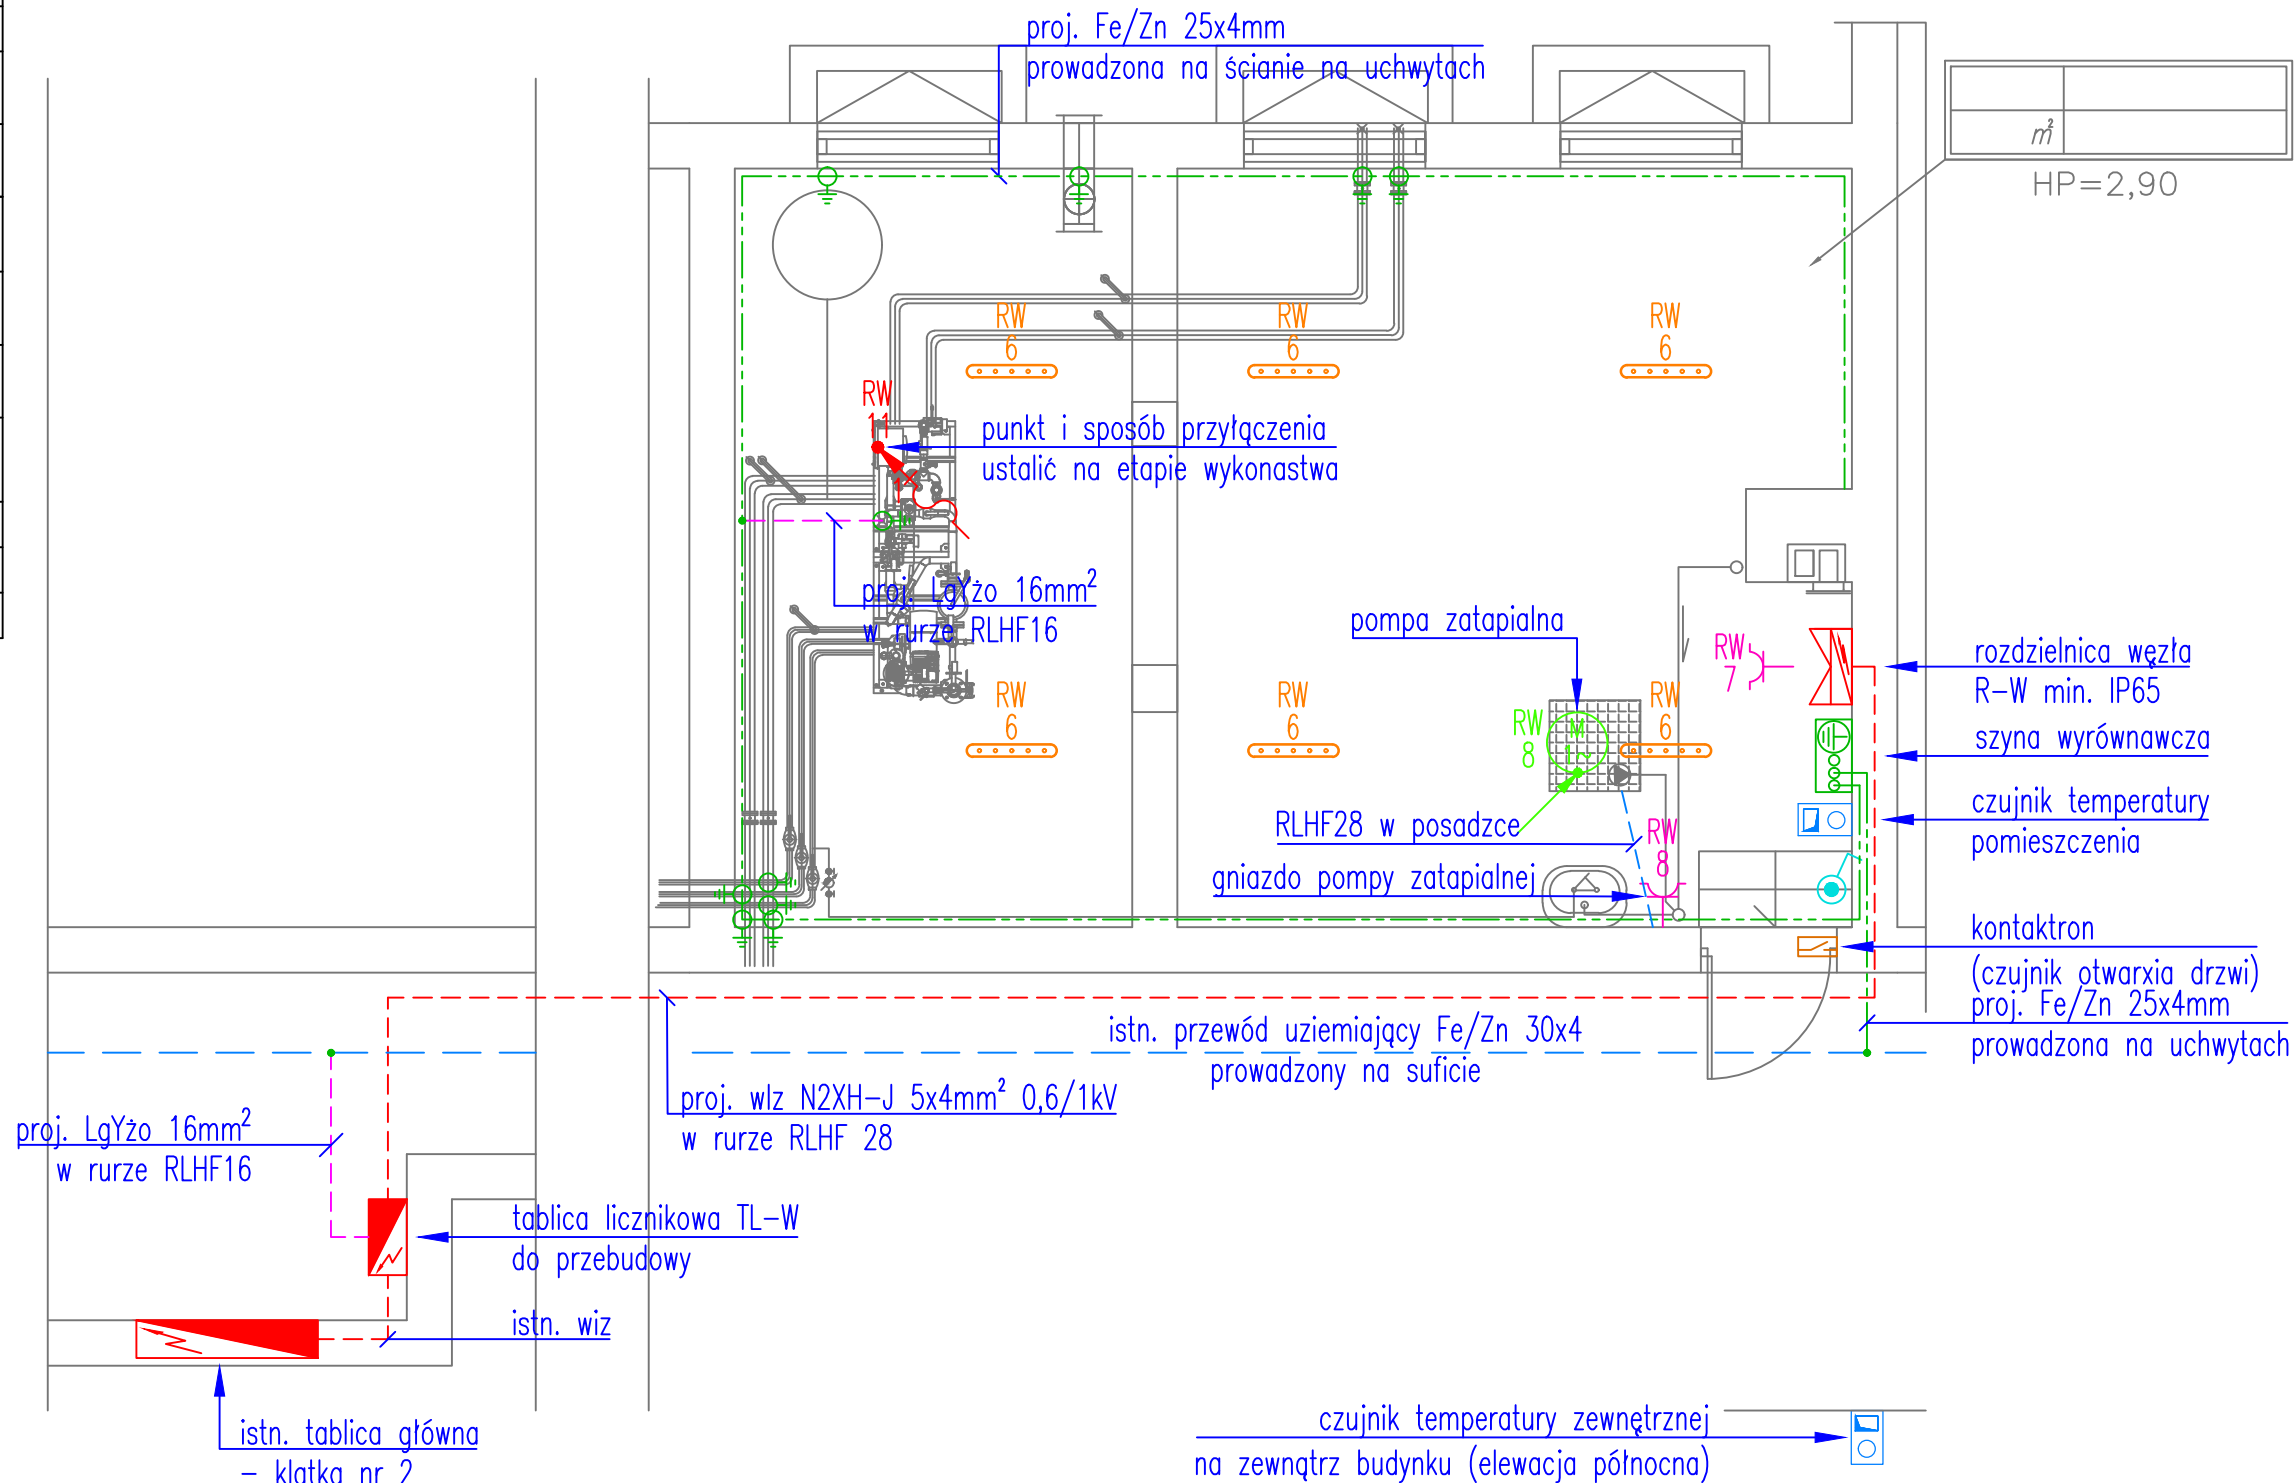 proj. Fe/Zn 25x4mm
prowadzona na ścianie na uchwytach
m²
HP=2,90
RW
6
RW
6
RW
6
RW
11
punkt i sposób przyłączenia
ustalić na etapie wykonastwa
1
proj. LgYżo 16mm²
w rurze RLHF16
pompa zatapialna
RW
7
rozdzielnica węzła
R-W min. IP65
RW
6
RW
6
RW
6
RW
8
M
1~
szyna wyrównawcza
czujnik temperatury
pomieszczenia
RLHF28 w posadzce
RW
8
gniazdo pompy zatapialnej
kontaktron
(czujnik otwarxia drzwi)
proj. Fe/Zn 25x4mm
prowadzona na uchwytach
istn. przewód uziemiający Fe/Zn 30x4
prowadzony na suficie
proj. wlz N2XH-J 5x4mm² 0,6/1kV
w rurze RLHF 28
proj. LgYżo 16mm²
w rurze RLHF16
tablica licznikowa TL-W
do przebudowy
istn. wiz
istn. tablica główna
- klatka nr 2
czujnik temperatury zewnętrznej
na zewnątrz budynku (elewacja północna)